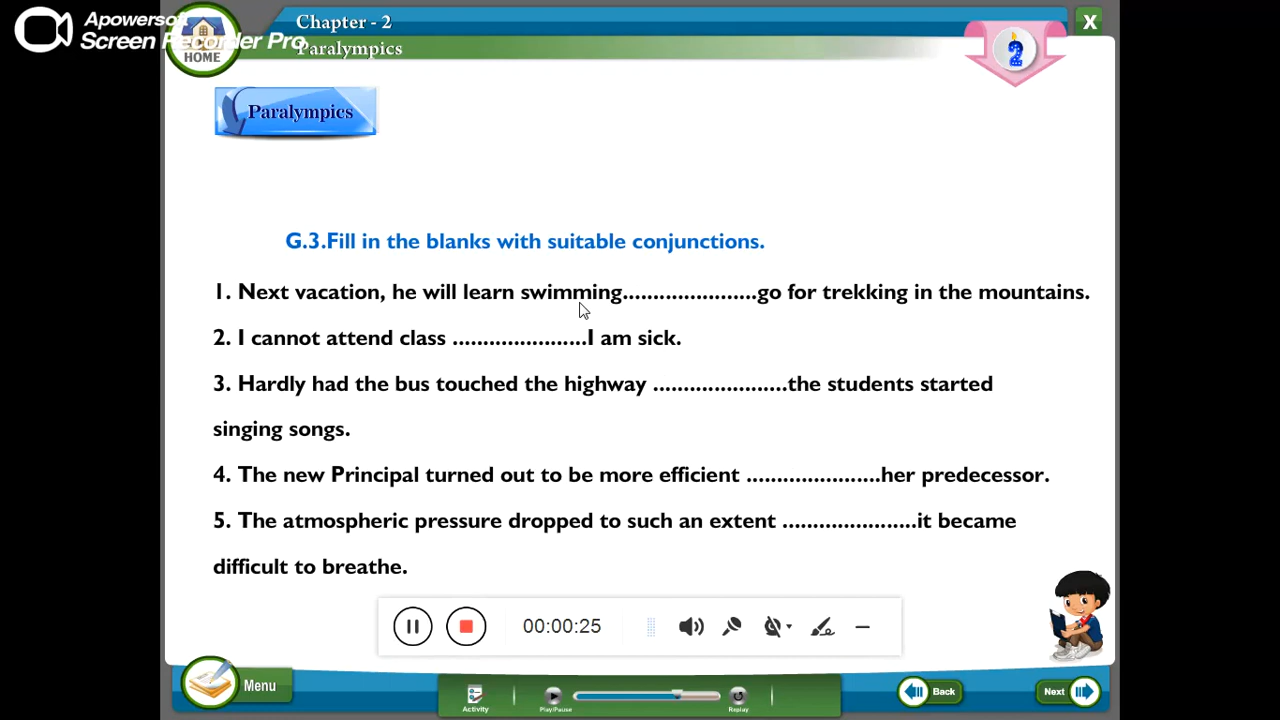 Apowersoft
Screen Recorder Pro
HOME
Chapter - 2
Paralympics
2
X
Paralympics
G.3.Fill in the blanks with suitable conjunctions.
1. Next vacation, he will learn swimming......................go for trekking in the mountains.
2. I cannot attend class ......................I am sick.
3. Hardly had the bus touched the highway ......................the students started
singing songs.
4. The new Principal turned out to be more efficient ......................her predecessor.
5. The atmospheric pressure dropped to such an extent ......................it became
difficult to breathe.
00:00:25
Menu
Activity
Play/Pause
Replay
Back
Next